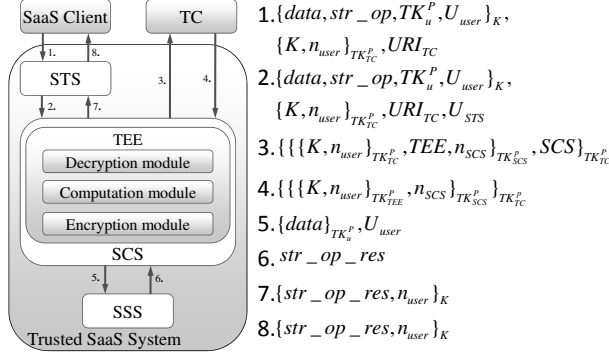 SaaS Client
TC
1.
8.
STS
2.
7.
3.
4.
TEE
Decryption module
Computation module
Encryption module
SCS
5.
6.
SSS
Trusted SaaS System
1.{data,str_op,TK_u^P,U_user}_K,
{K,n_user}_{TK_TC^P},URI_TC
2.{data,str_op,TK_u^P,U_user}_K,
{K,n_user}_{TK_TC^P},URI_TC,U_STS
3.{{{K,n_user}_{TK_TC^P},TEE,n_SCS}_{TK_SCS^P},SCS}_{TK_TC^P}
4.{{{K,n_user}_{TK_TEE^P},n_SCS}_{TK_SCS^P}}_{TK_TC^P}
5.{data}_{TK_u^P},U_user
6.str_op_res
7.{str_op_res,n_user}_K
8.{str_op_res,n_user}_K